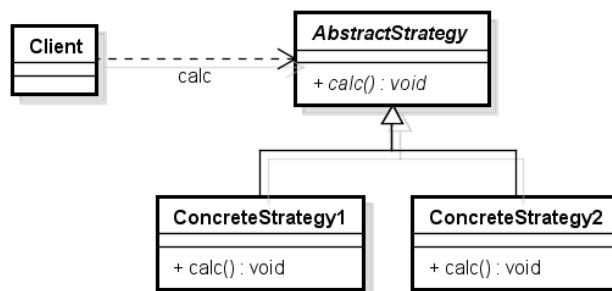 Client
calc
AbstractStrategy
+ calc() : void
ConcreteStrategy1
+ calc() : void
ConcreteStrategy2
+ calc() : void